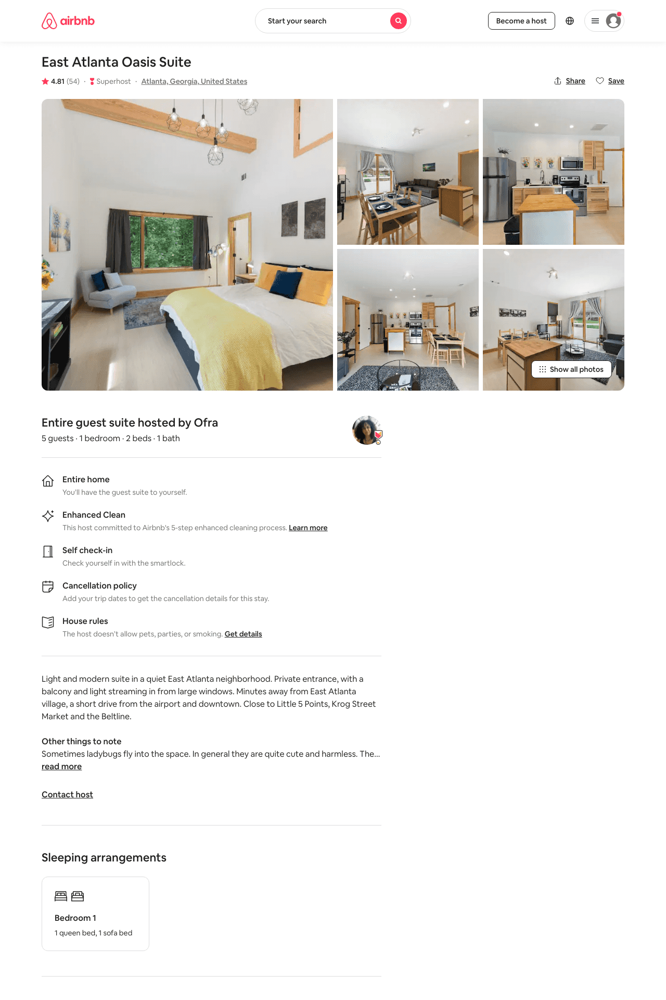 airbnb
Start your search
Become a host
East Atlanta Oasis Suite
4.81 (54) · Superhost · Atlanta, Georgia, United States
Share
Save
Show all photos
Entire guest suite hosted by Ofra
5 guests · 1 bedroom · 2 beds · 1 bath
Entire home
You’ll have the guest suite to yourself.
Enhanced Clean
This host committed to Airbnb's 5-step enhanced cleaning process. Learn more
Self check-in
Check yourself in with the smartlock.
Cancellation policy
Add your trip dates to get the cancellation details for this stay.
House rules
The host doesn’t allow pets, parties, or smoking. Get details
Light and modern suite in a quiet East Atlanta neighborhood. Private entrance, with a
balcony and light streaming in from large windows. Minutes away from East Atlanta
village, a short drive from the airport and downtown. Close to Little 5 Points, Krog Street
Market and the Beltline.
Other things to note
Sometimes ladybugs fly into the space. In general they are quite cute and harmless. The…
read more
Contact host
Sleeping arrangements
Bedroom 1
1 queen bed, 1 sofa bed